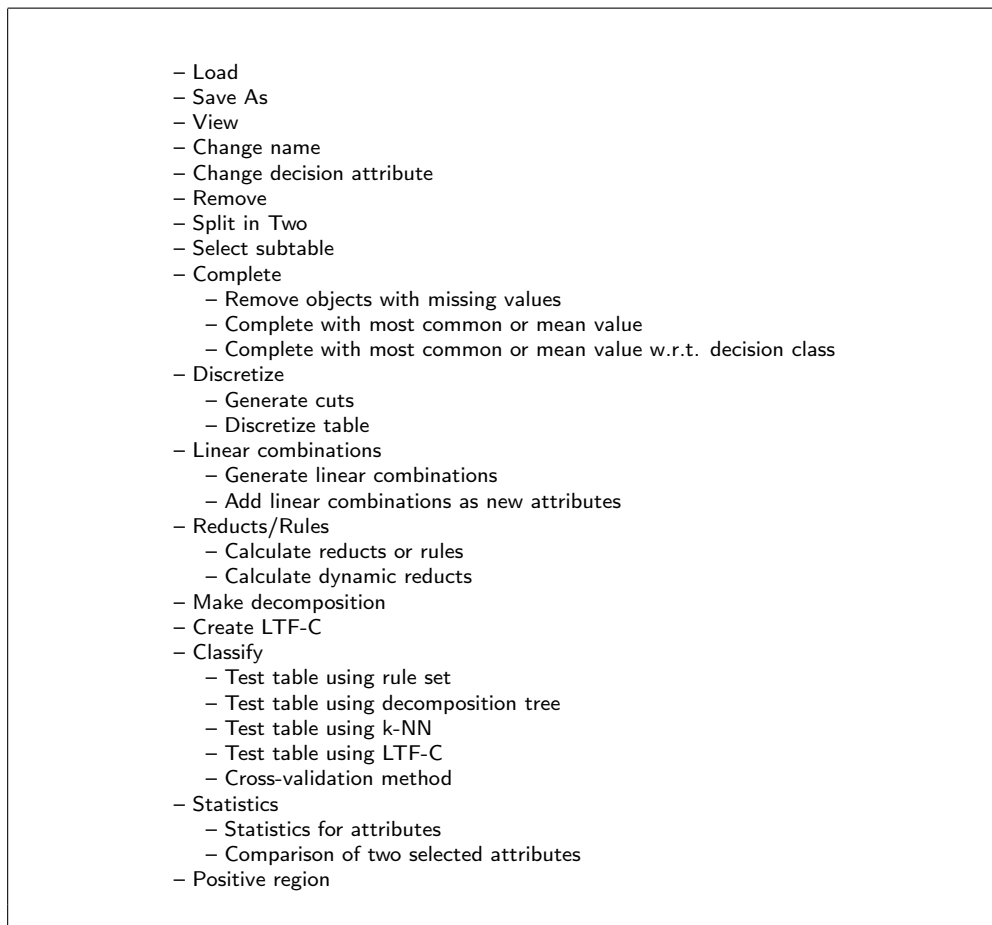 – Load
– Save As
– View
– Change name
– Change decision attribute
– Remove
– Split in Two
– Select subtable
– Complete
– Remove objects with missing values
– Complete with most common or mean value
– Complete with most common or mean value w.r.t. decision class
– Discretize
– Generate cuts
– Discretize table
– Linear combinations
– Generate linear combinations
– Add linear combinations as new attributes
– Reducts/Rules
– Calculate reducts or rules
– Calculate dynamic reducts
– Make decomposition
– Create LTF-C
– Classify
– Test table using rule set
– Test table using decomposition tree
– Test table using k-NN
– Test table using LTF-C
– Cross-validation method
– Statistics
– Statistics for attributes
– Comparison of two selected attributes
– Positive region